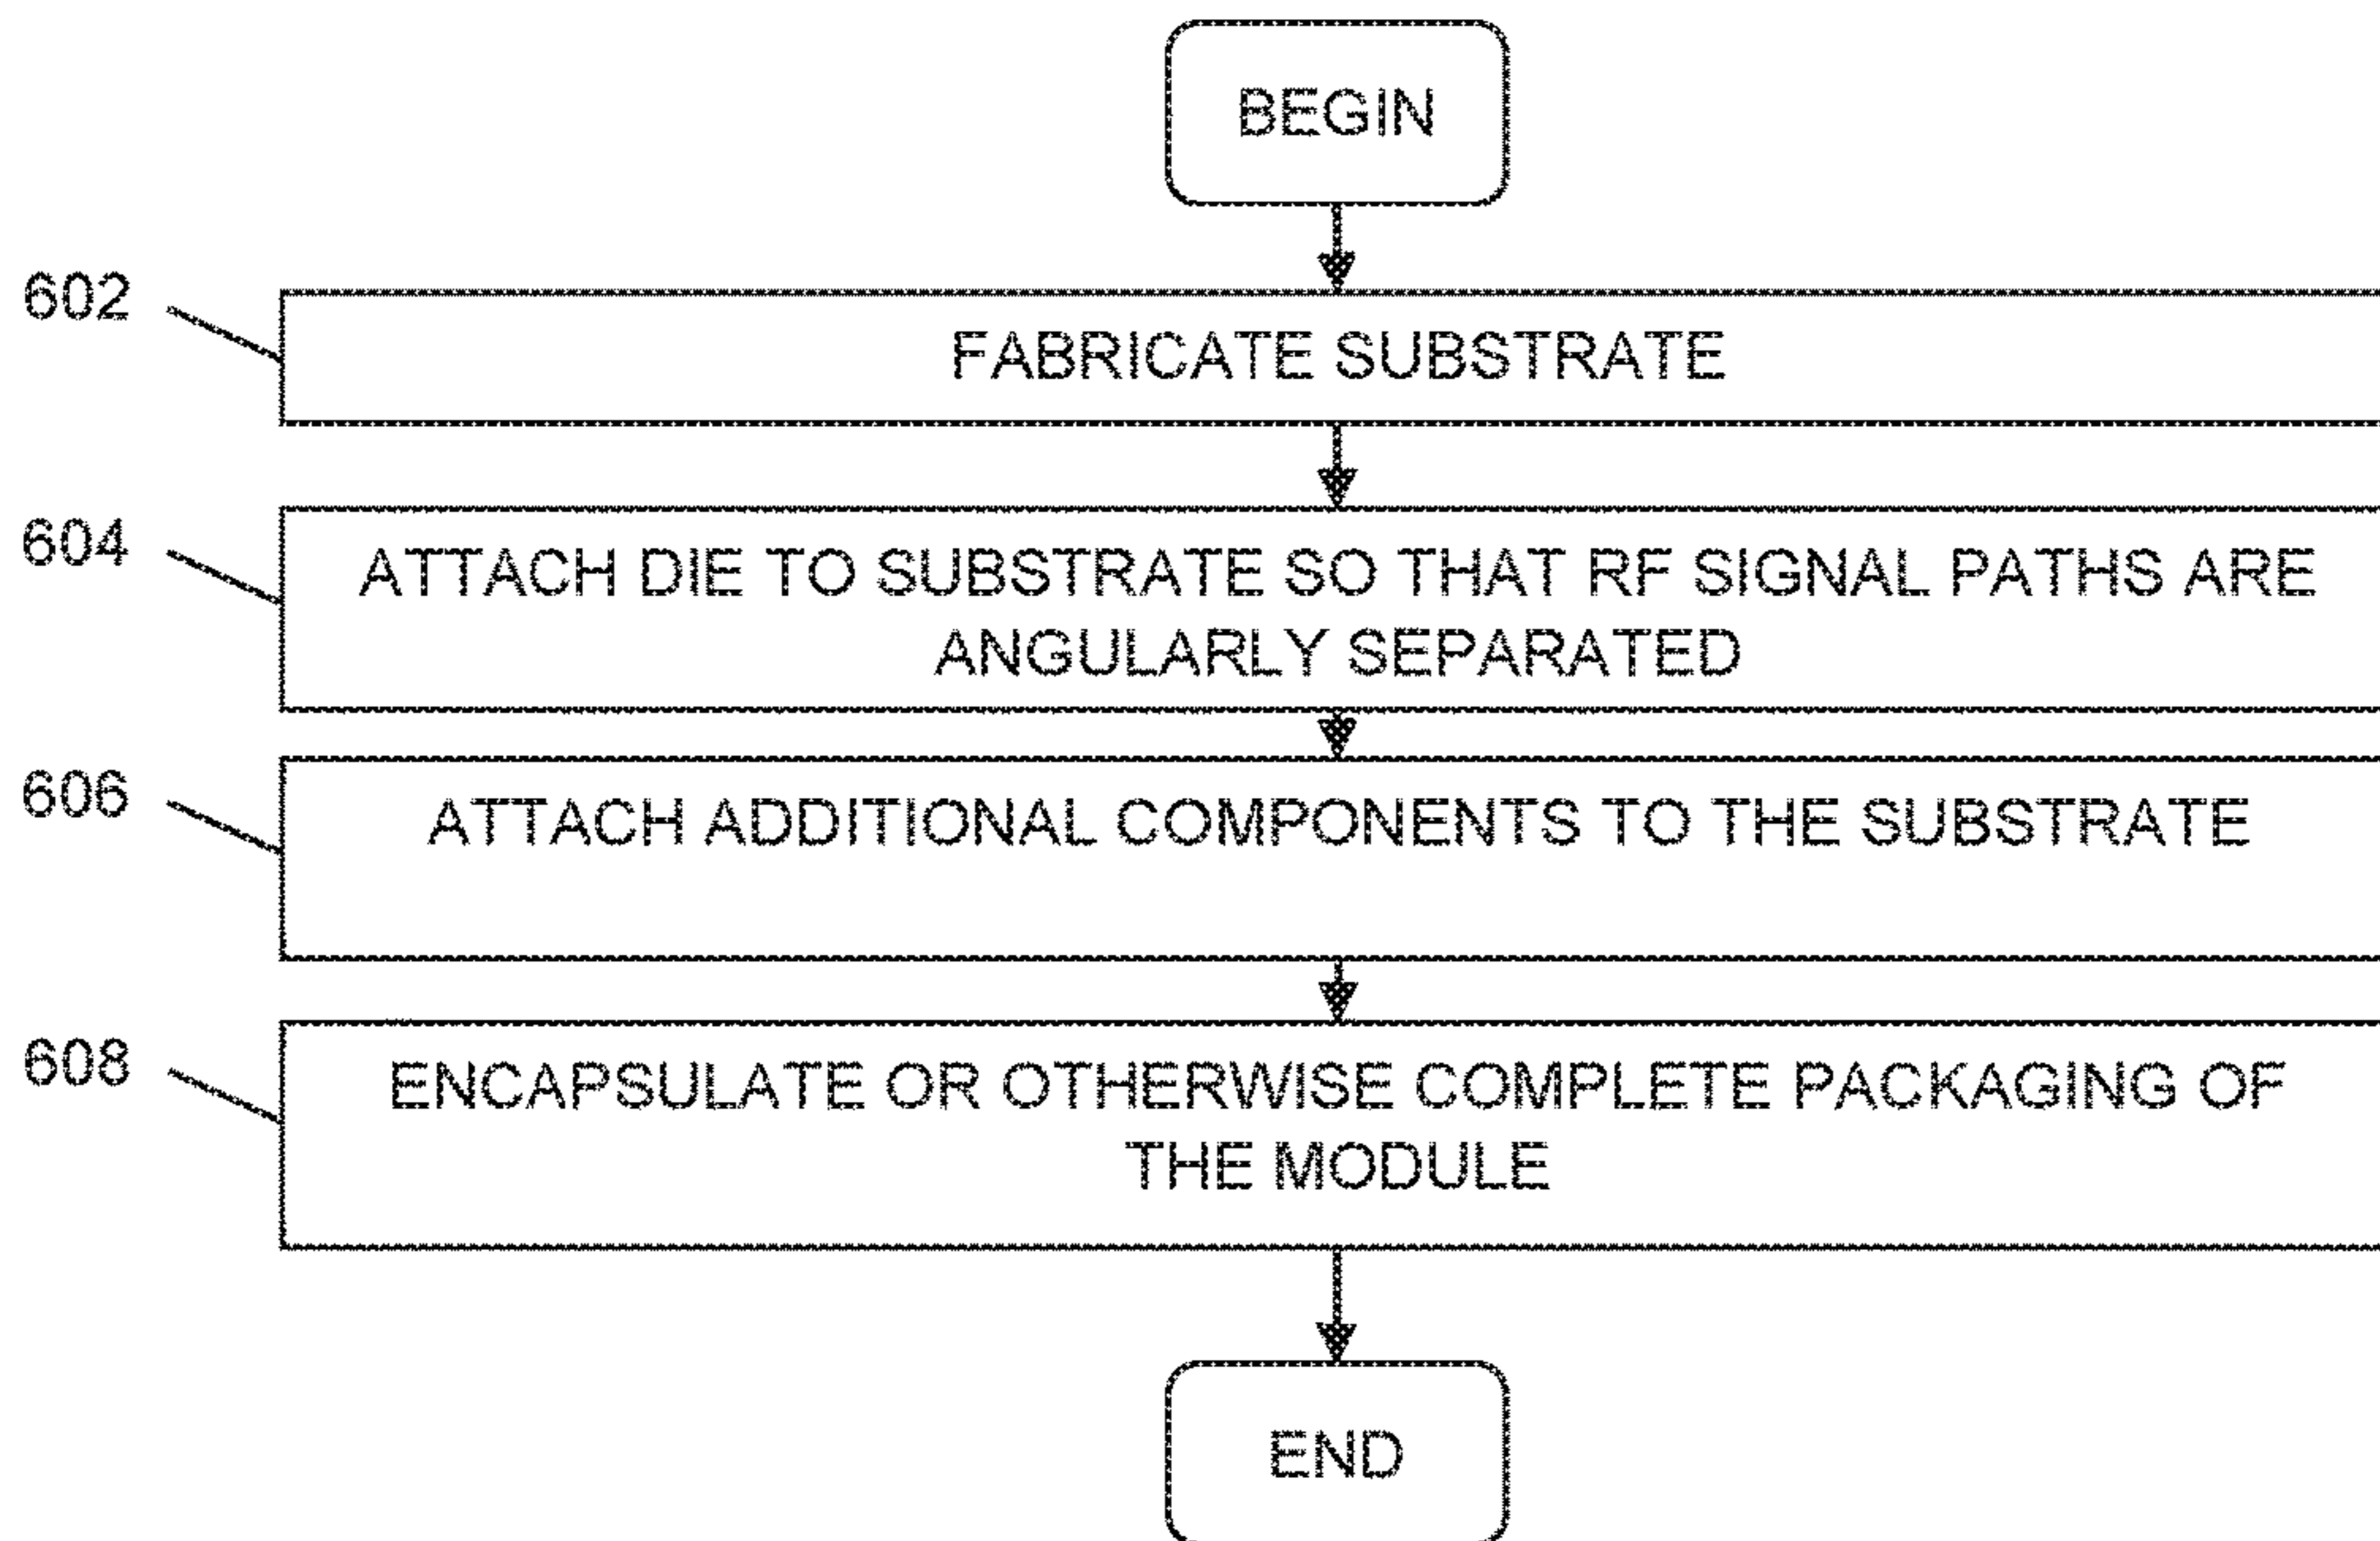 BEGIN
602
FABRICATE SUBSTRATE
604
ATTACH DIE TO SUBSTRATE SO THAT RF SIGNAL PATHS ARE
ANGULARLY SEPARATED
606
ATTACH ADDITIONAL COMPONENTS TO THE SUBSTRATE
608
ENCAPSULATE OR OTHERWISE COMPLETE PACKAGING OF
THE MODULE
END